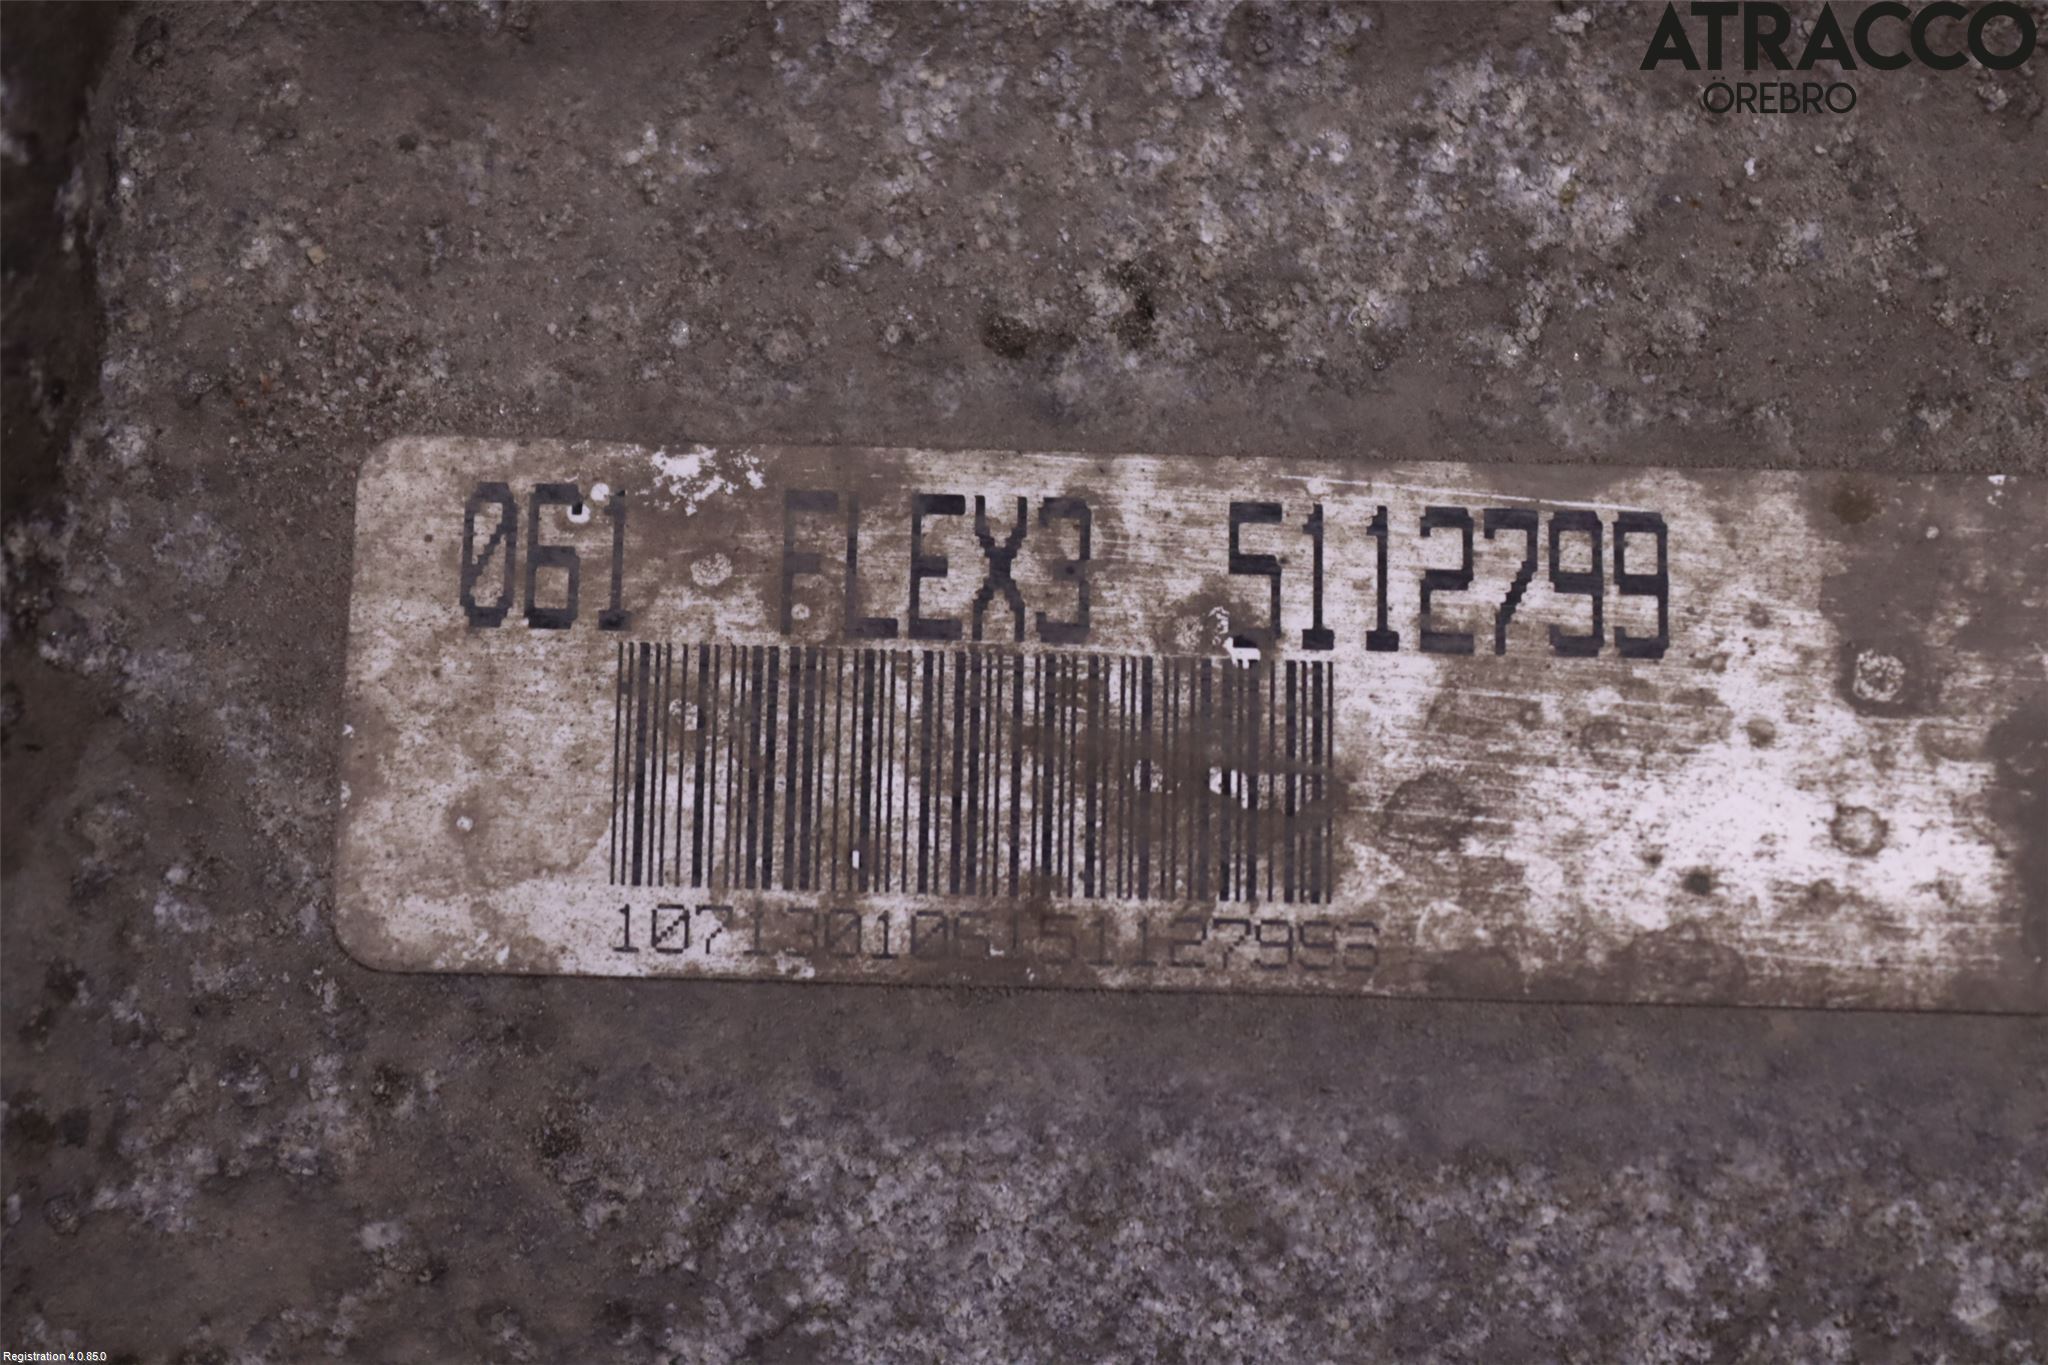 ATRACCO
ÖREBRO
061 FLEX3 5112799
Registration 4.0.85.0